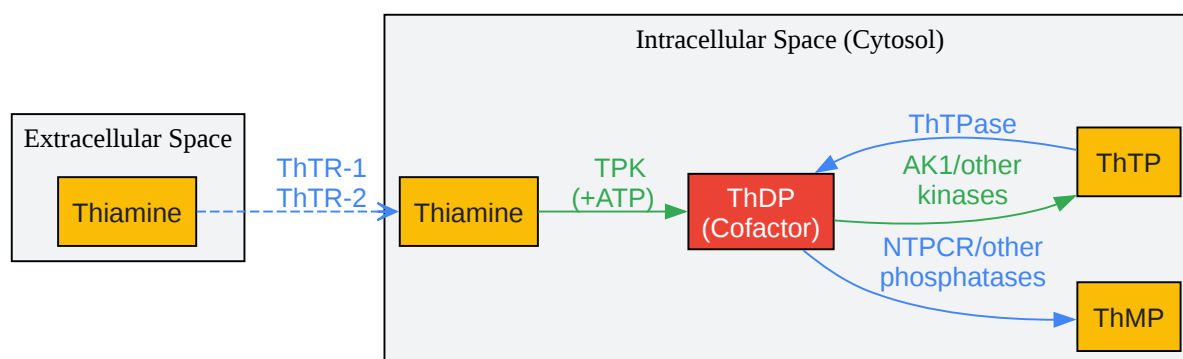 Intracellular Space (Cytosol)
Extracellular Space
Thiamine
ThTR-1
ThTR-2
Thiamine
TPK
(+ATP)
ThDP
(Cofactor)
ThTPase
AK1/other
kinases
ThTP
NTPCR/other
phosphatases
ThMP